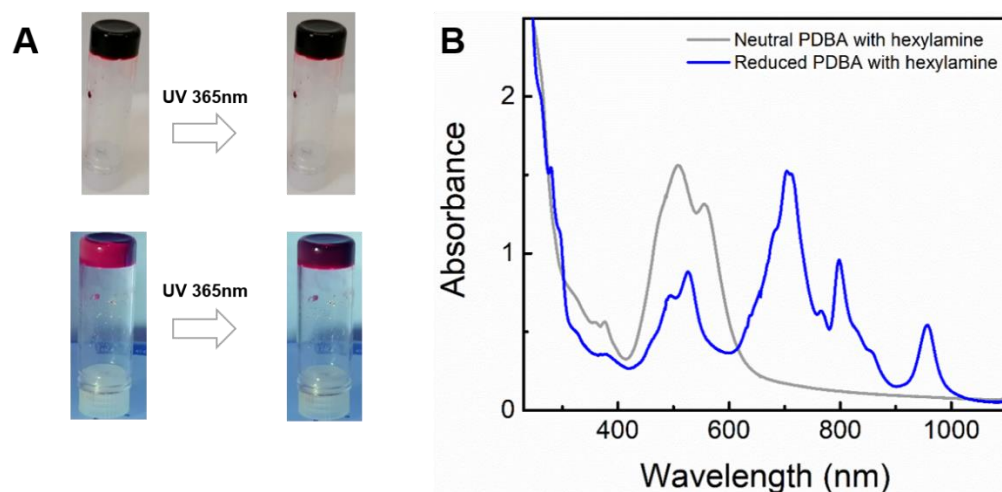 A
UV 365nm
UV 365nm
B
Neutral PDBA with hexylamine
Reduced PDBA with hexylamine
Absorbance
2
1
0
400
600
800
1000
Wavelength (nm)